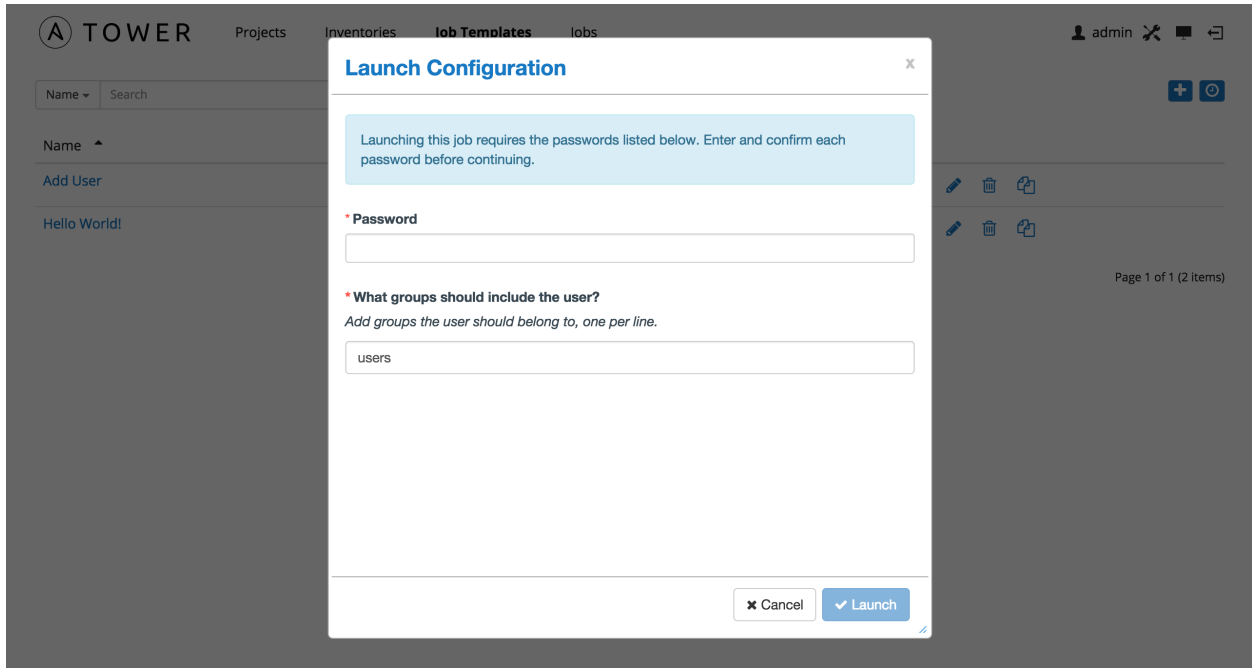 TOWER Projects Inventories Job Templates Jobs admin
Launch Configuration x
Name Search
Launching this job requires the passwords listed below. Enter and confirm each
password before continuing.
Name
Add User
Hello World!
* Password
Page 1 of 1 (2 items)
* What groups should include the user?
Add groups the user should belong to, one per line.
users
Cancel Launch